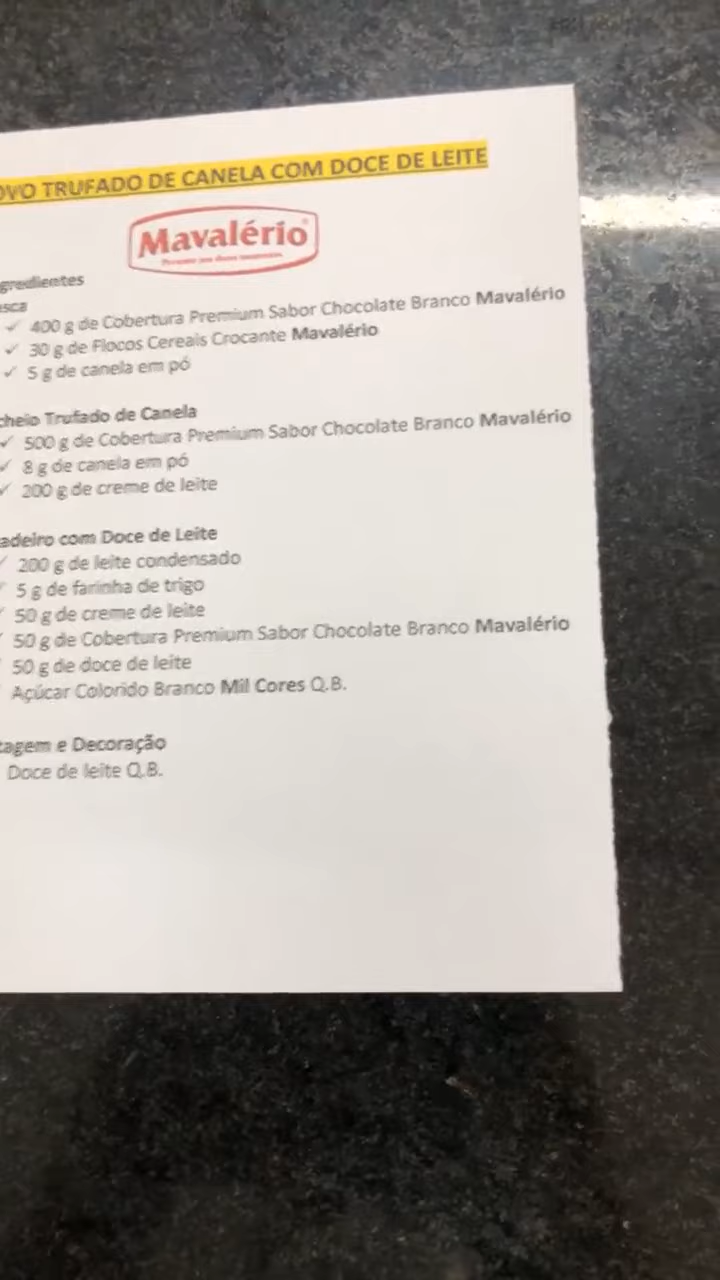 OVO TRUFADO DE CANELA COM DOCE DE LEITE
Mavalério
gredientes
sca
400 g de Cobertura Premium Sabor Chocolate Branco Mavalério
30 g de Flocos Cereais Crocante Mavalério
5 g de canela em pó
cheio Trufado de Canela
500 g de Cobertura Premium Sabor Chocolate Branco Mavalério
8 g de canela em pó
200 g de creme de leite
adeiro com Doce de Leite
200 g de leite condensado
5 g de farinha de trigo
50 g de creme de leite
50 g de Cobertura Premium Sabor Chocolate Branco Mavalério
50 g de doce de leite
Açúcar Colorido Branco Mil Cores Q.B.
tagem e Decoração
Doce de leite Q.B.